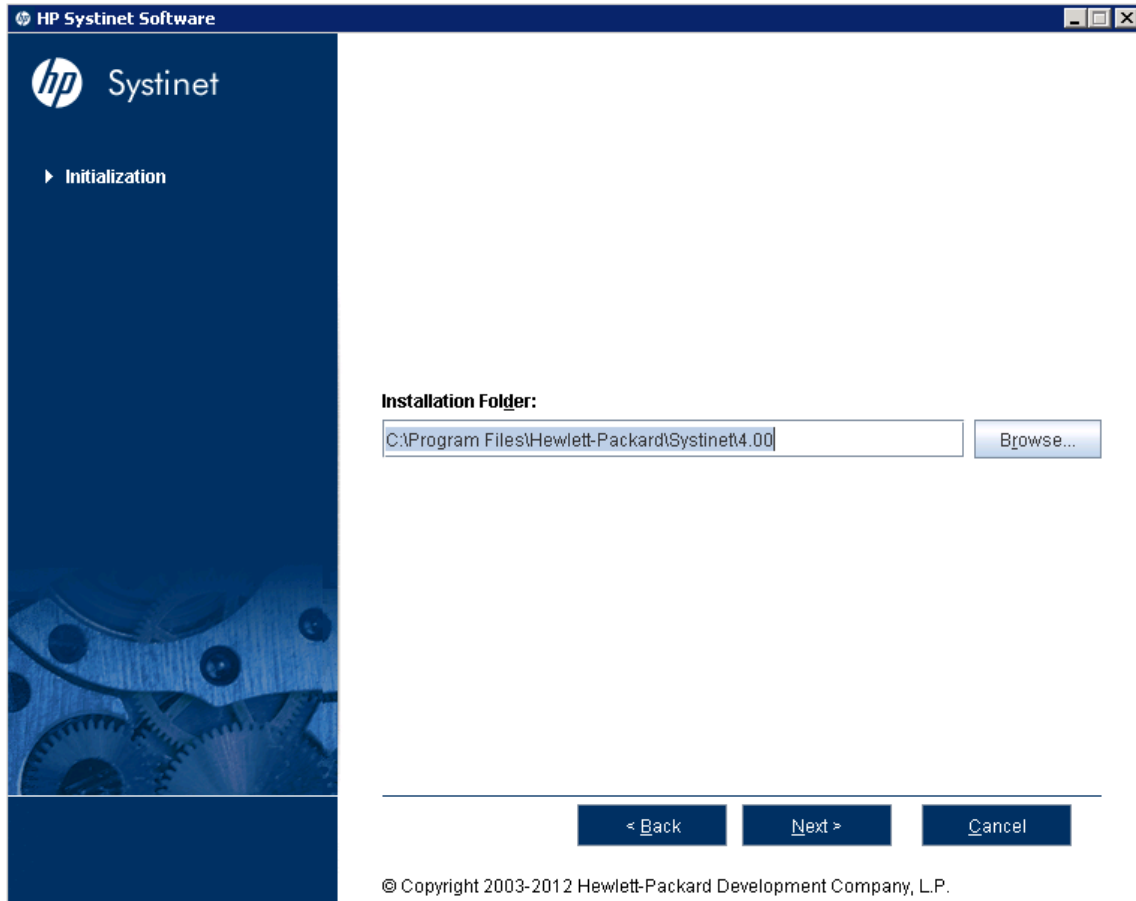 HP Systinet Software
hp Systinet
Initialization
Installation Folder:
C:\Program Files\Hewlett-Packard\Systinet\4.00
Browse...
< Back
Next >
Cancel
© Copyright 2003-2012 Hewlett-Packard Development Company, L.P.